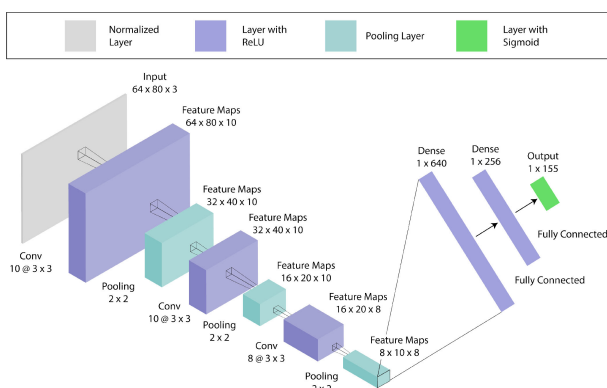 Normalized
Layer
Layer with
ReLU
Pooling Layer
Layer with
Sigmoid
Input
64 x 80 x 3
Feature Maps
64 x 80 x 10
Feature Maps
32 x 40 x 10
Feature Maps
32 x 40 x 10
Feature Maps
16 x 20 x 10
Feature Maps
16 x 20 x 8
Feature Maps
8 x 10 x 8
Dense
1 x 640
Dense
1 x 256
Output
1 x 155
Fully Connected
Fully Connected
Conv
10 @ 3 x 3
Pooling
2 x 2
Conv
10 @ 3 x 3
Pooling
2 x 2
Conv
8 @ 3 x 3
Pooling
2 x 2